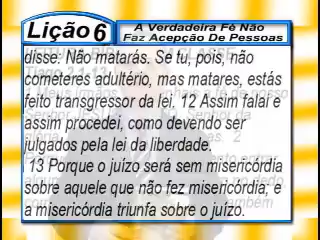 Lição 6
A Verdadeira Fé Não
Faz Acepção De Pessoas
disse: Não matarás. Se tu, pois, não
cometeres adultério, mas matares, estás
feito transgressor da lei. 12 Assim falai e
assim procedei, como devendo ser
julgados pela lei da liberdade.
13 Porque o juízo será sem misericórdia
sobre aquele que não fez misericórdia; e
a misericórdia triunfa sobre o juízo.